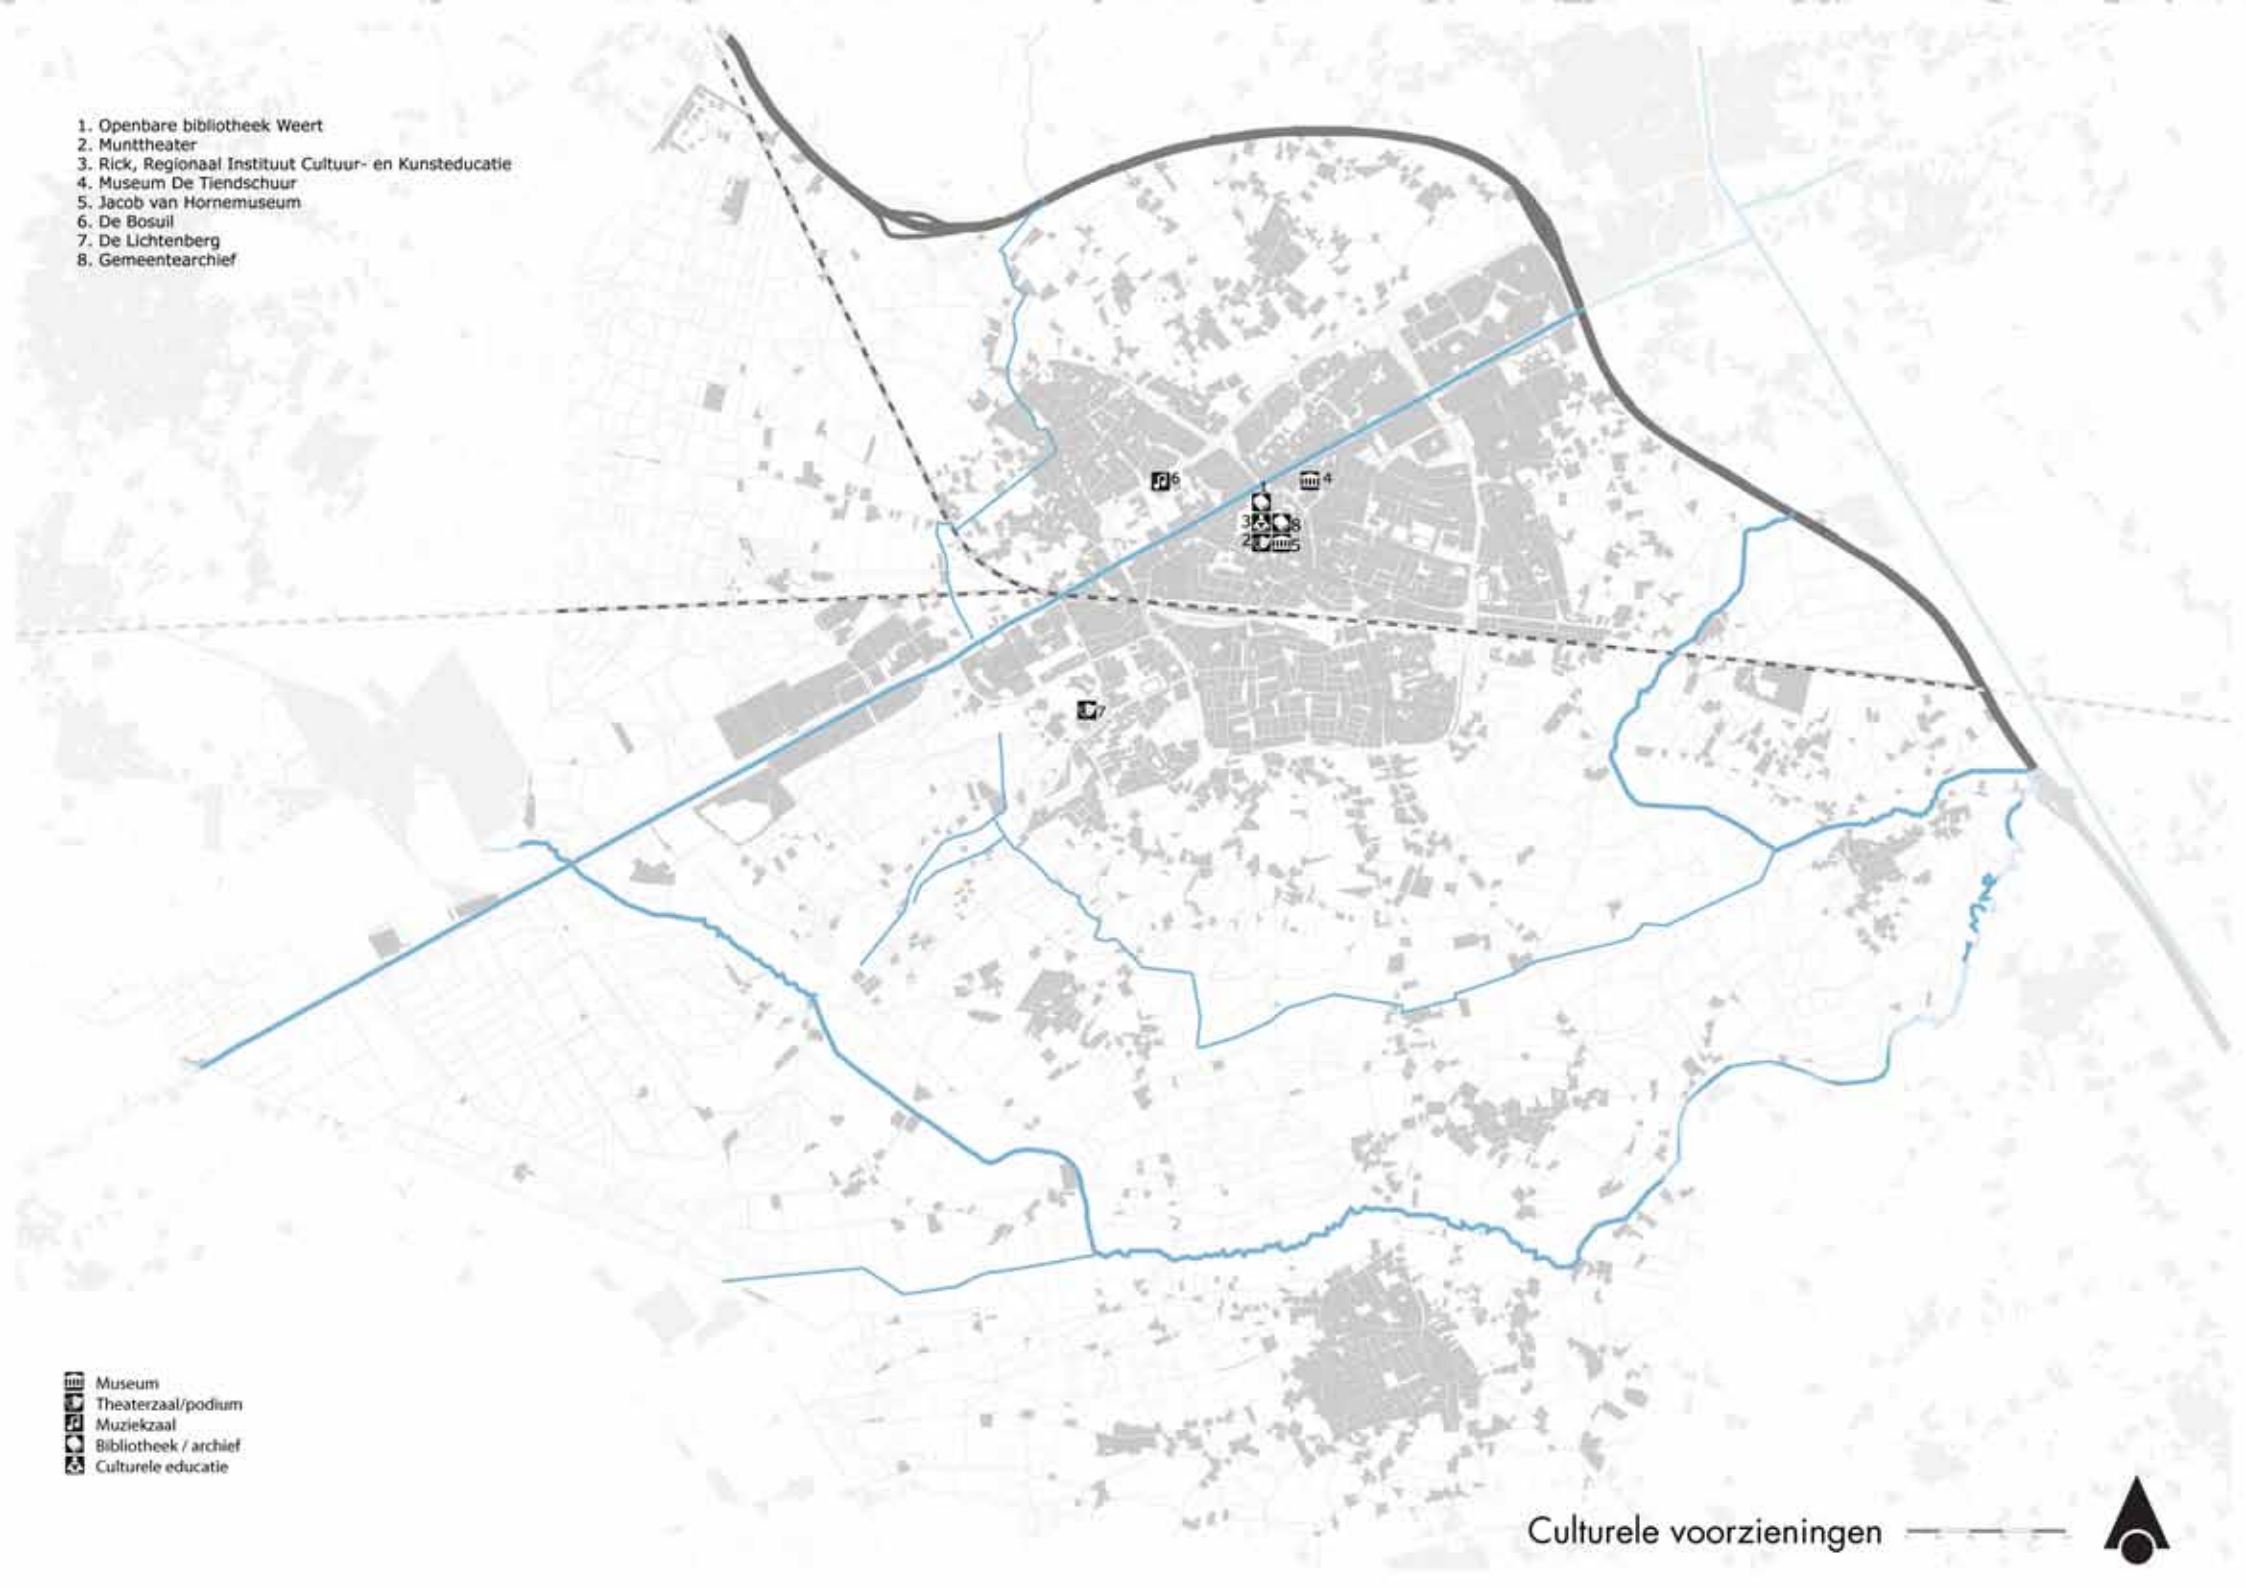 1. Openbare bibliotheek Weert
2. Munttheater
3. Rick, Regionaal Instituut Cultuur- en Kunsteducatie
4. Museum De Tiendschuur
5. Jacob van Hornemuseum
6. De Bosuil
7. De Lichtenberg
8. Gemeentearchief
6
4
1
3
8
2
5
7
Museum
Theaterzaal/podium
Muziekzaal
Bibliotheek / archief
Culturele educatie
Culturele voorzieningen